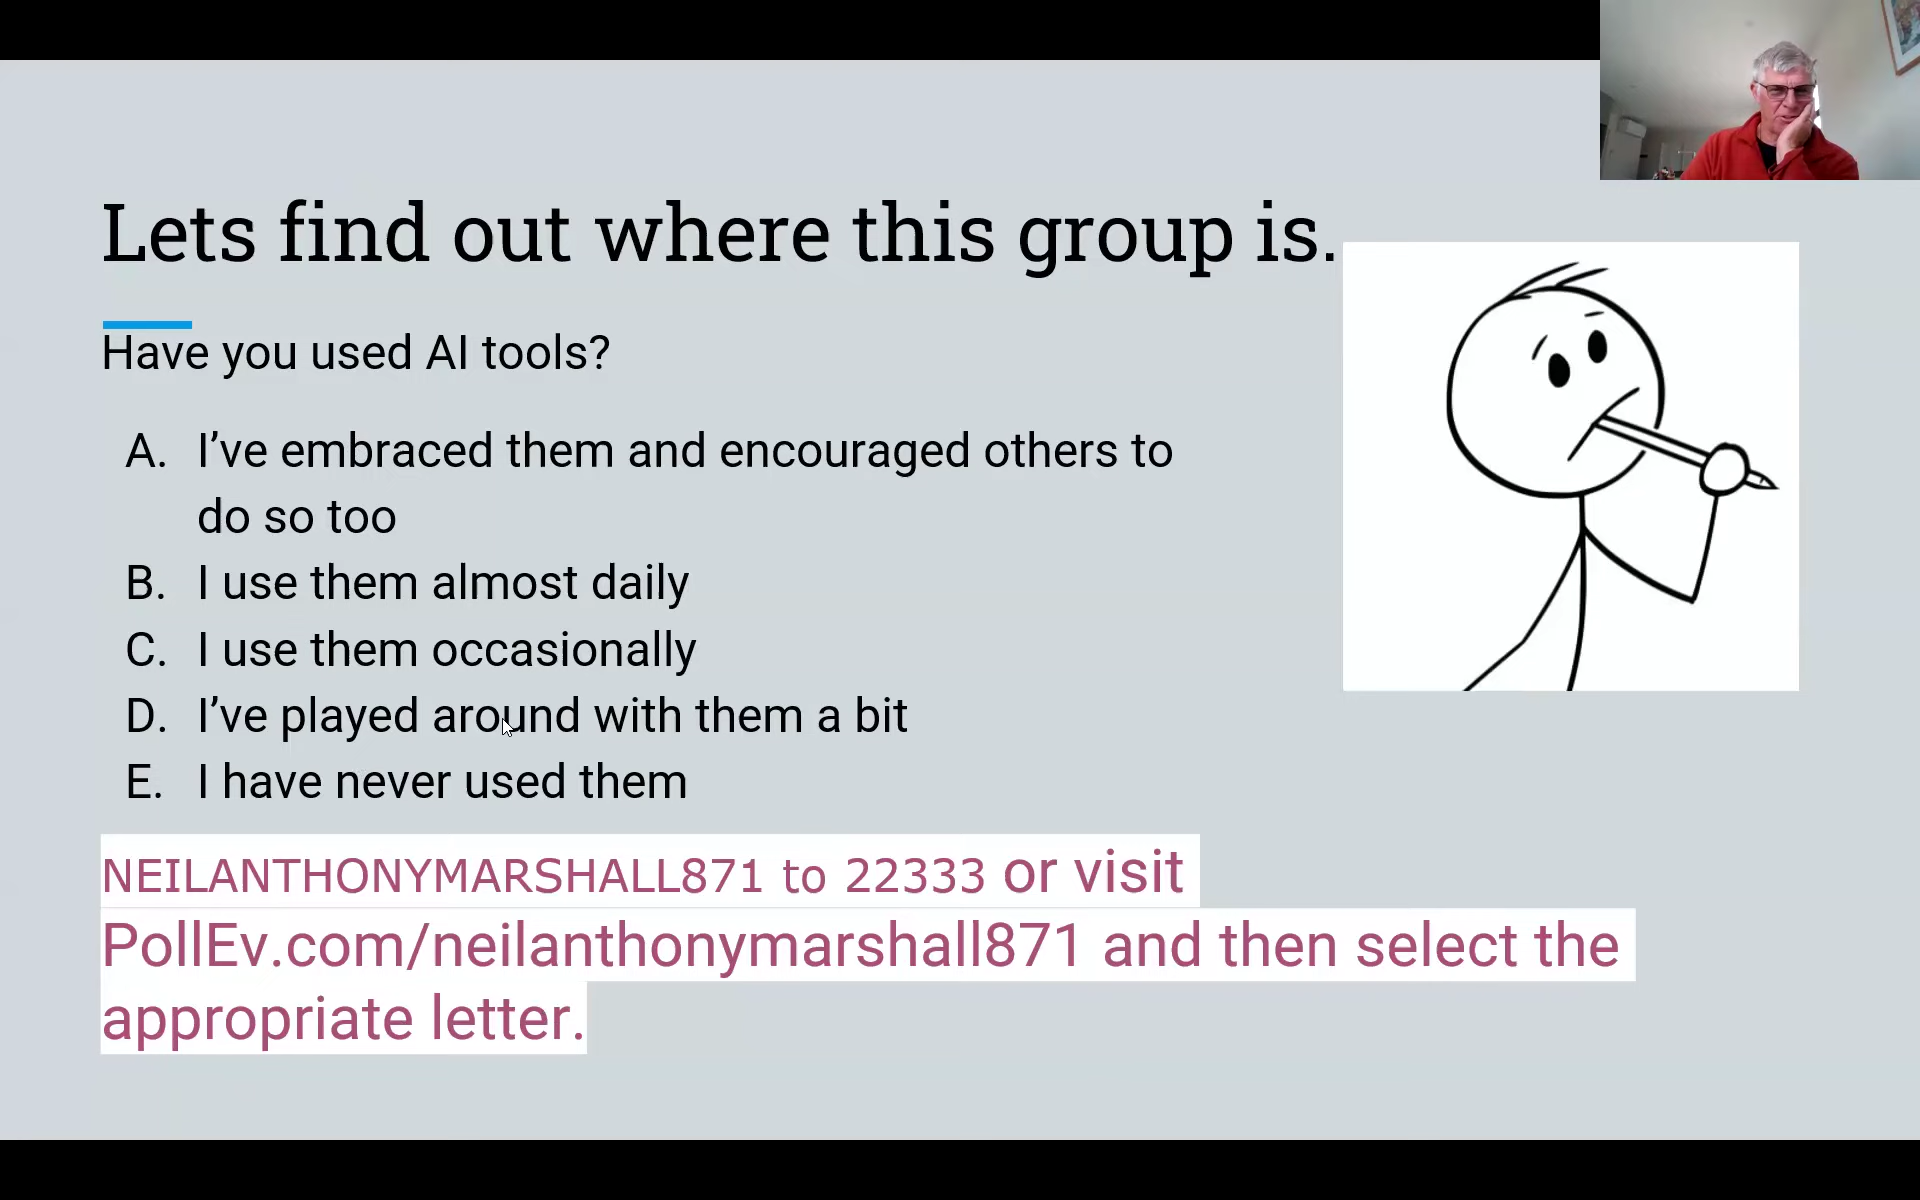 Lets find out where this group is.
Have you used AI tools?
A. I’ve embraced them and encouraged others to
do so too
B. I use them almost daily
C. I use them occasionally
D. I’ve played around with them a bit
E. I have never used them
NEILANTHONYMARSHALL871 to 22333 or visit
PollEv.com/neilanthonymarshall871 and then select the
appropriate letter.